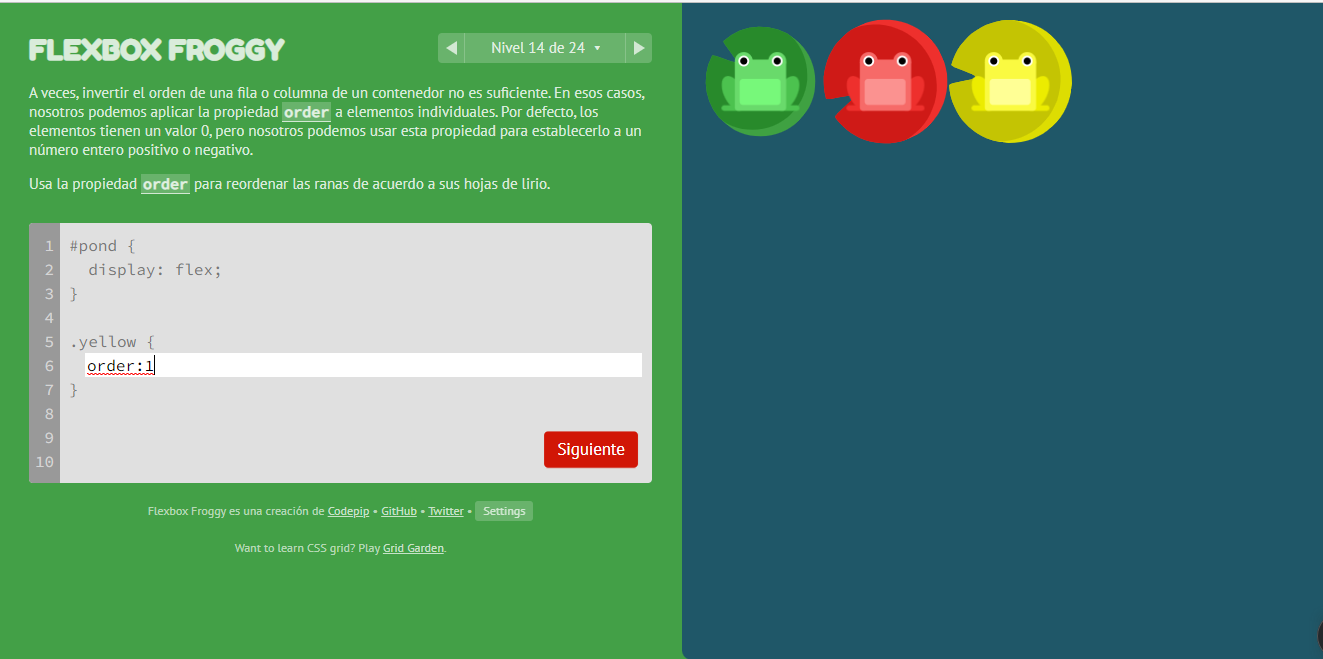 FLEXBOX FROGGY
Nivel 14 de 24
A veces, invertir el orden de una fila o columna de un contenedor no es suficiente. En esos casos,
nosotros podemos aplicar la propiedad order a elementos individuales. Por defecto, los
elementos tienen un valor 0, pero nosotros podemos usar esta propiedad para establecerlo a un
número entero positivo o negativo.
Usa la propiedad order para reordenar las ranas de acuerdo a sus hojas de lirio.
1 #pond {
2 display: flex;
3 }
4
5 .yellow {
6 order:1
7 }
8
9
10
Siguiente
Flexbox Froggy es una creación de Codepip • GitHub • Twitter • Settings
Want to learn CSS grid? Play Grid Garden.